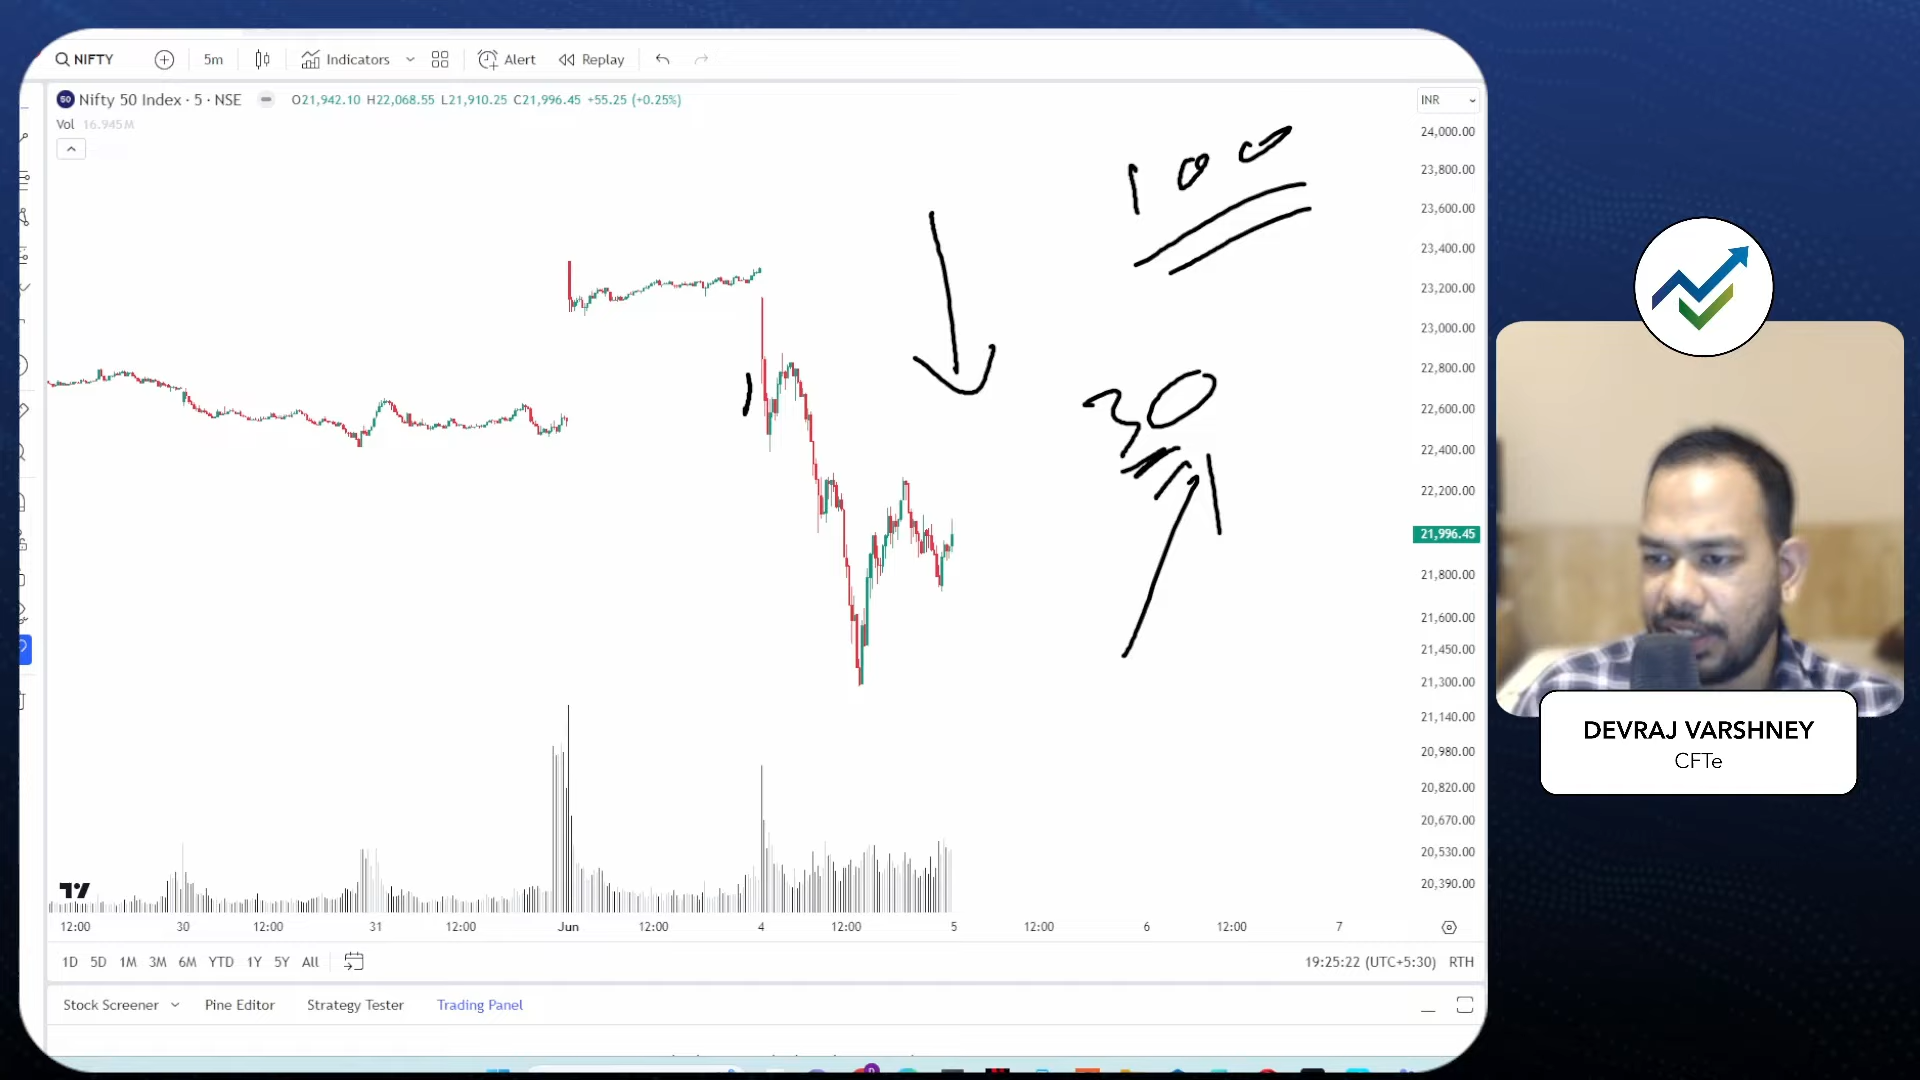 NIFTY 5m Indicators Alert Replay
50 Nifty 50 Index · 5 · NSE O21,942.10 H22,068.55 L21,910.25 C21,996.45 +55.25 (+0.25%) INR
Vol 16.945M
24,000.00
23,800.00
23,600.00
23,400.00
23,200.00
23,000.00
22,800.00
22,600.00
22,400.00
22,200.00
21,996.45
21,800.00
21,600.00
21,450.00
21,300.00
21,140.00
20,980.00
20,820.00
20,670.00
20,530.00
20,390.00
100
30
12:00 30 12:00 31 12:00 Jun 12:00 4 12:00 5 12:00 6 12:00 7
1D 5D 1M 3M 6M YTD 1Y 5Y All 19:25:22 (UTC+5:30) RTH
Stock Screener Pine Editor Strategy Tester Trading Panel
DEVRAJ VARSHNEY
CFTe